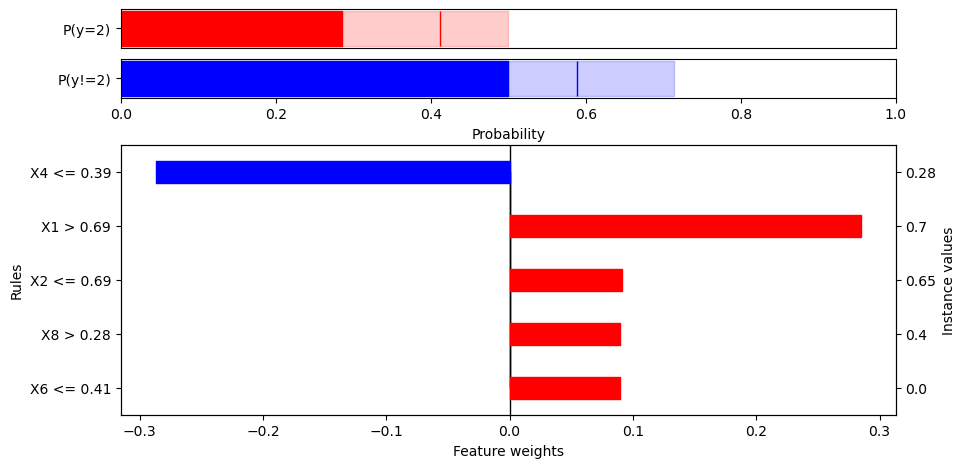 P(y=2)
P(y!=2)
0.0 0.2 0.4 0.6 0.8 1.0
Probability
X4 <= 0.39 0.28
X1 > 0.69 0.7
X2 <= 0.69 0.65
X8 > 0.28 0.4
X6 <= 0.41 0.0
Rules
Instance values
−0.3 −0.2 −0.1 0.0 0.1 0.2 0.3
Feature weights